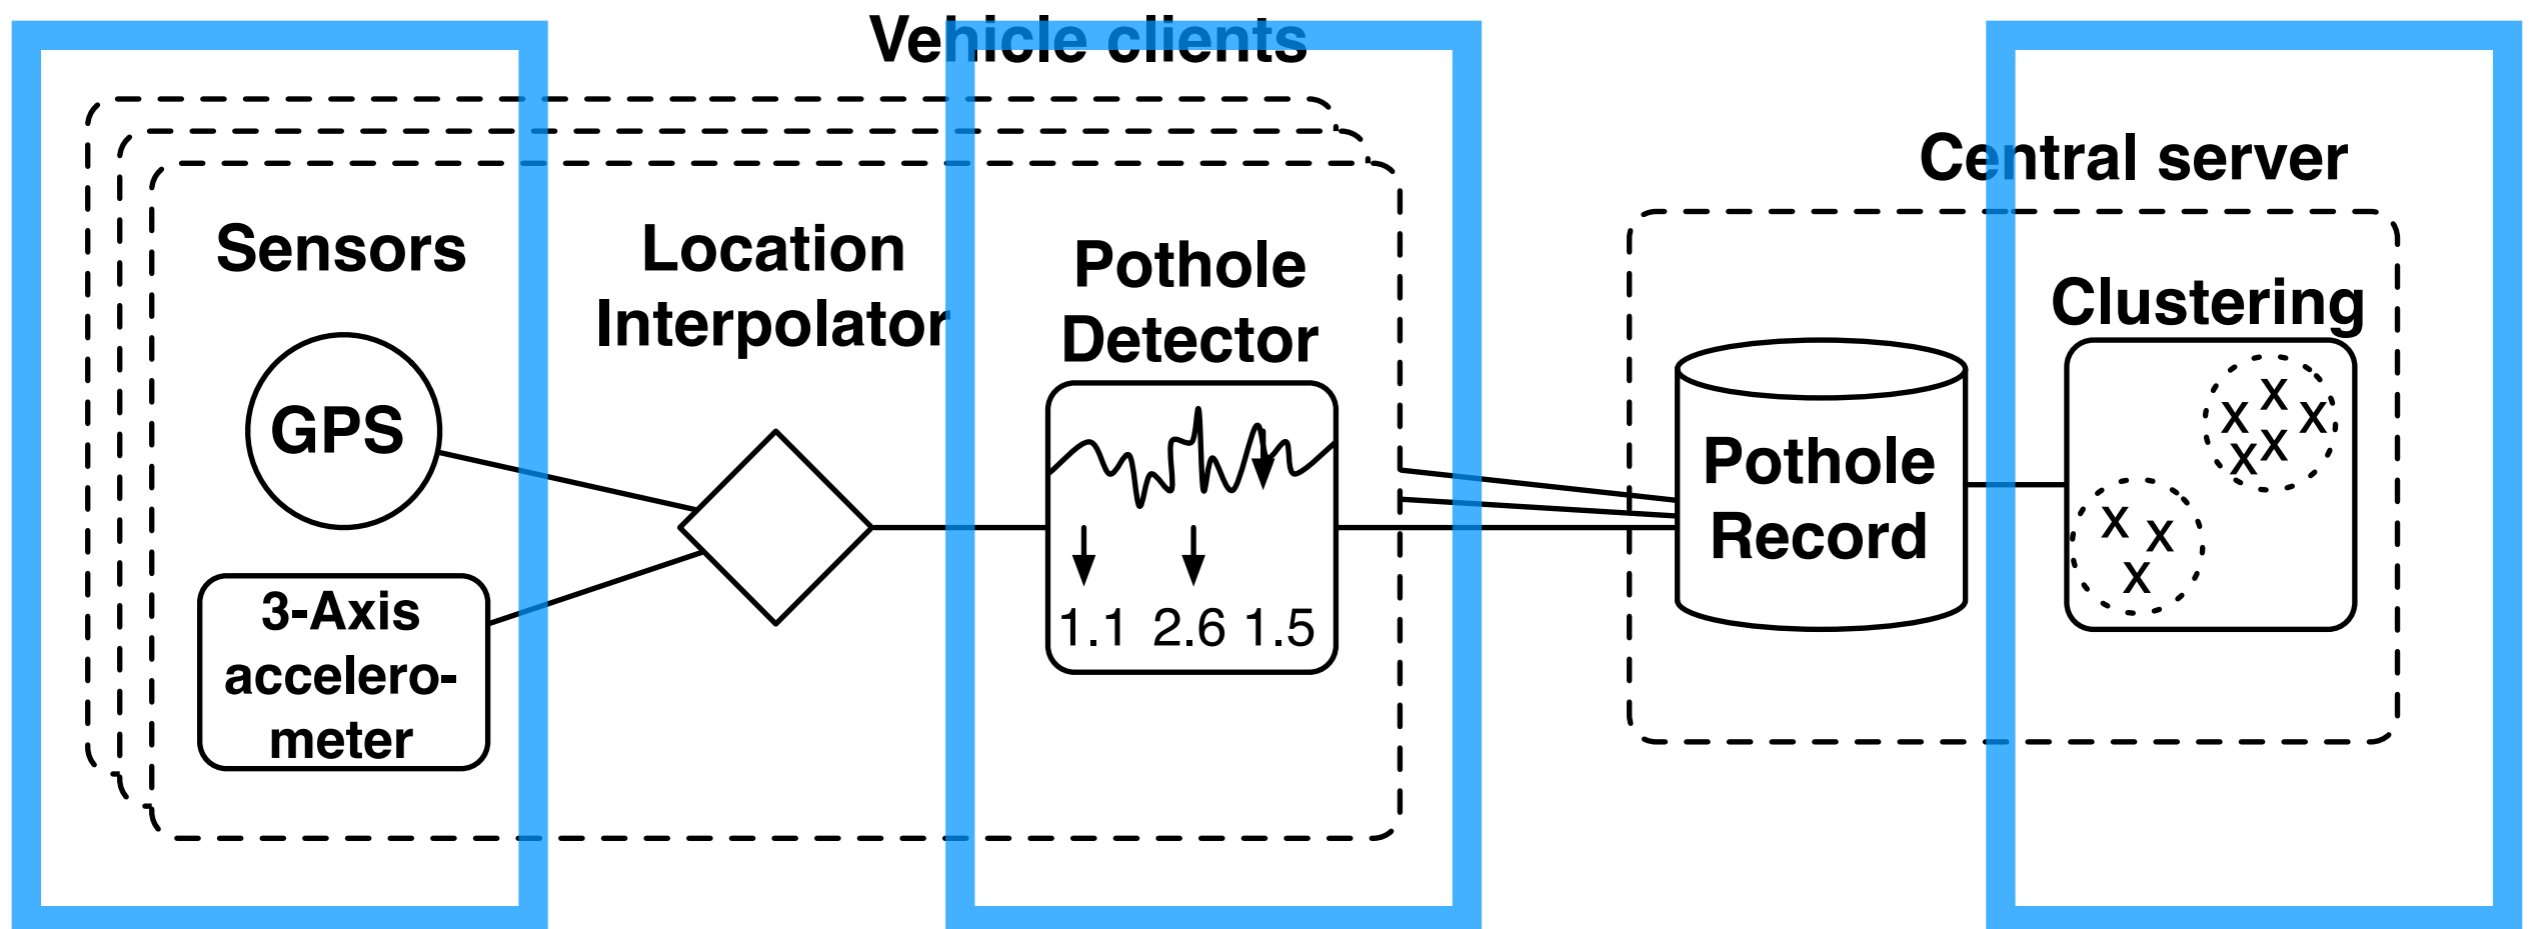 Vehicle clients
Central server
Sensors
Location
Interpolator
Pothole
Detector
Clustering
GPS
3-Axis
accelero-
meter
1.1 2.6 1.5
Pothole
Record
x
x x
x x
x x
x